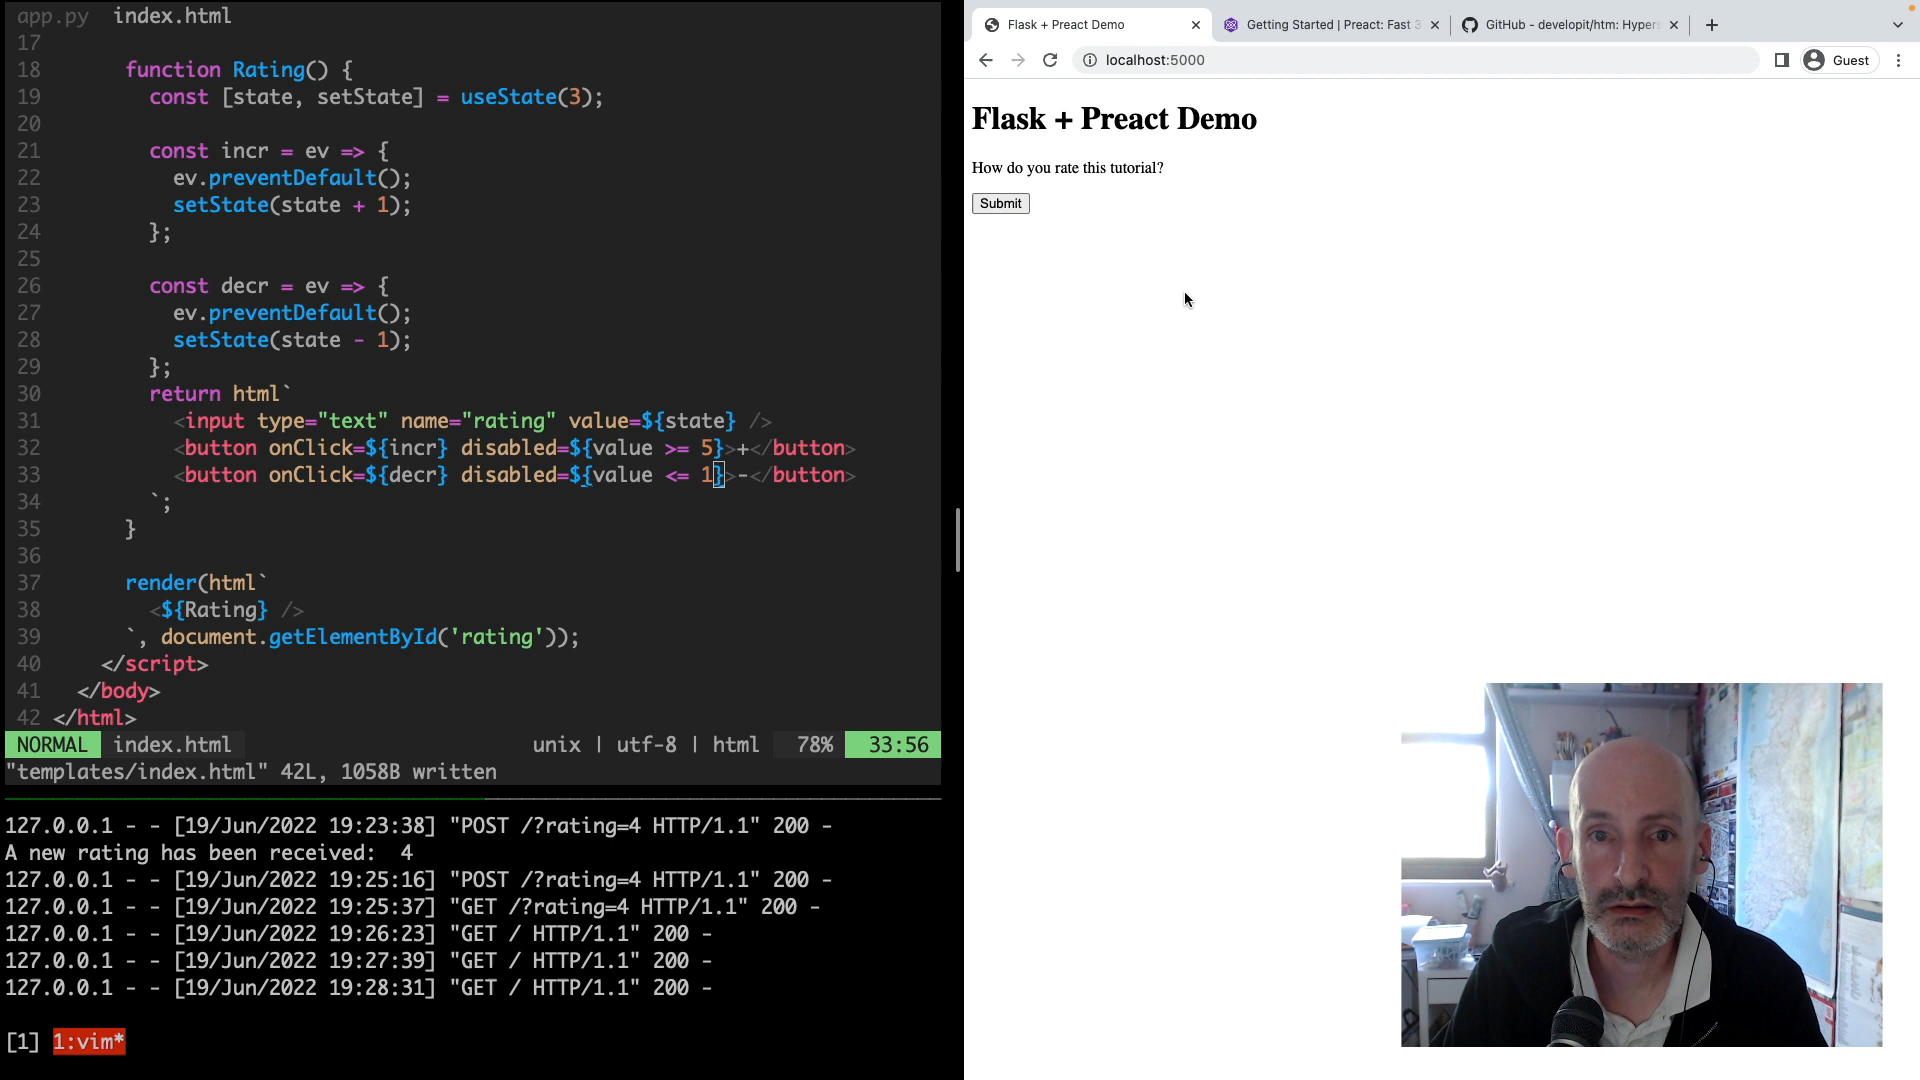 app.py index.html
17
18 function Rating() {
19 const [state, setState] = useState(3);
20
21 const incr = ev => {
22 ev.preventDefault();
23 setState(state + 1);
24 };
25
26 const decr = ev => {
27 ev.preventDefault();
28 setState(state - 1);
29 };
30 return html`
31 <input type="text" name="rating" value=${state} />
32 <button onClick=${incr} disabled=${value >= 5}>+</button>
33 <button onClick=${decr} disabled=${value <= 1}>-</button>
34 `;
35 }
36
37 render(html`
38 <${Rating} />
39 `, document.getElementById('rating'));
40 </script>
41 </body>
42 </html>
NORMAL index.html unix | utf-8 | html 78% 33:56
"templates/index.html" 42L, 1058B written
127.0.0.1 - - [19/Jun/2022 19:23:38] "POST /?rating=4 HTTP/1.1" 200 -
A new rating has been received: 4
127.0.0.1 - - [19/Jun/2022 19:25:16] "POST /?rating=4 HTTP/1.1" 200 -
127.0.0.1 - - [19/Jun/2022 19:25:37] "GET /?rating=4 HTTP/1.1" 200 -
127.0.0.1 - - [19/Jun/2022 19:26:23] "GET / HTTP/1.1" 200 -
127.0.0.1 - - [19/Jun/2022 19:27:39] "GET / HTTP/1.1" 200 -
127.0.0.1 - - [19/Jun/2022 19:28:31] "GET / HTTP/1.1" 200 -
[1] 1:vim*
Flask + Preact Demo
Getting Started | Preact: Fast 3
GitHub - developit/htm: Hypers
localhost:5000
Guest
Flask + Preact Demo
How do you rate this tutorial?
Submit